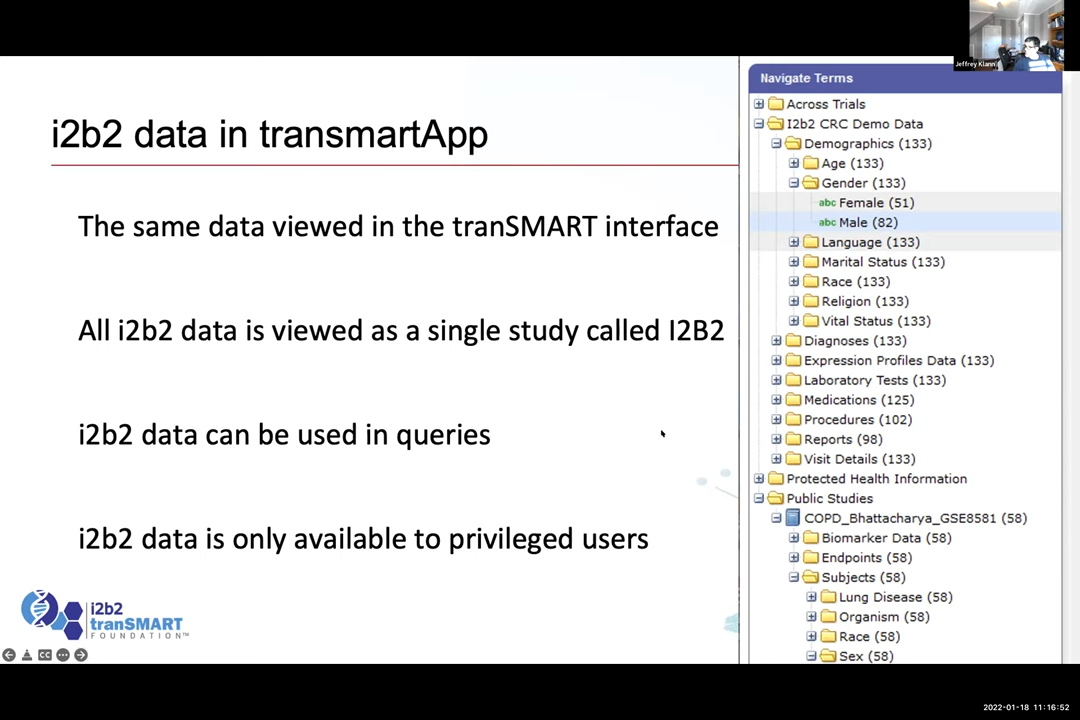 Jeffrey Klann
i2b2 data in transmartApp
The same data viewed in the tranSMART interface
All i2b2 data is viewed as a single study called I2B2
i2b2 data can be used in queries
i2b2 data is only available to privileged users
i2b2
tranSMART
FOUNDATION™
CC
Navigate Terms
Across Trials
I2b2 CRC Demo Data
Demographics (133)
Age (133)
Gender (133)
abc Female (51)
abc Male (82)
Language (133)
Marital Status (133)
Race (133)
Religion (133)
Vital Status (133)
Diagnoses (133)
Expression Profiles Data (133)
Laboratory Tests (133)
Medications (125)
Procedures (102)
Reports (98)
Visit Details (133)
Protected Health Information
Public Studies
COPD_Bhattacharya_GSE8581 (58)
Biomarker Data (58)
Endpoints (58)
Subjects (58)
Lung Disease (58)
Organism (58)
Race (58)
Sex (58)
2022-01-18 11:16:52